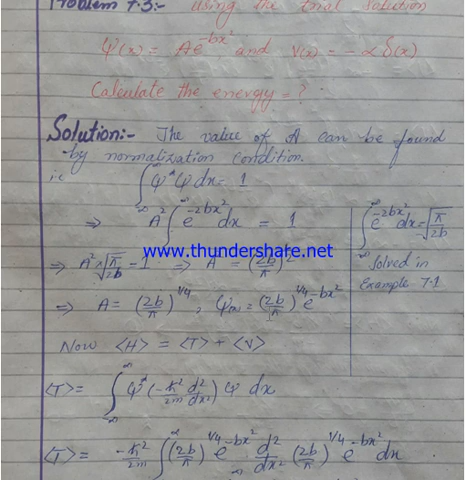 Problem 7.3:- Using the trial solution
Ψ(x) = Ae^{-bx²} and V(x) = -α δ(x)
Calculate the energy = ?
Solution:- The value of A can be found
by normalization condition.
i.e ∫_{-∞}^{∞} Ψ* Ψ dx = 1
⇒ A² ∫_{-∞}^{∞} e^{-2bx²} dx = 1
∫_{-∞}^{∞} e^{-2bx²} dx = √(π/2b)
www.thundershare.net
⇒ A² √(π/2b) = 1 ⇒ A² = (2b/π)^{1/2}
Solved in
Example 7.1
⇒ A = (2b/π)^{1/4}, Ψ(x) = (2b/π)^{1/4} e^{-bx²}
Now <H> = <T> + <V>
<T> = ∫_{-∞}^{∞} Ψ* (-ħ²/2m d²/dx²) Ψ dx
<T> = -ħ²/2m ∫_{-∞}^{∞} (2b/π)^{1/4} e^{-bx²} d²/dx² (2b/π)^{1/4} e^{-bx²} dx